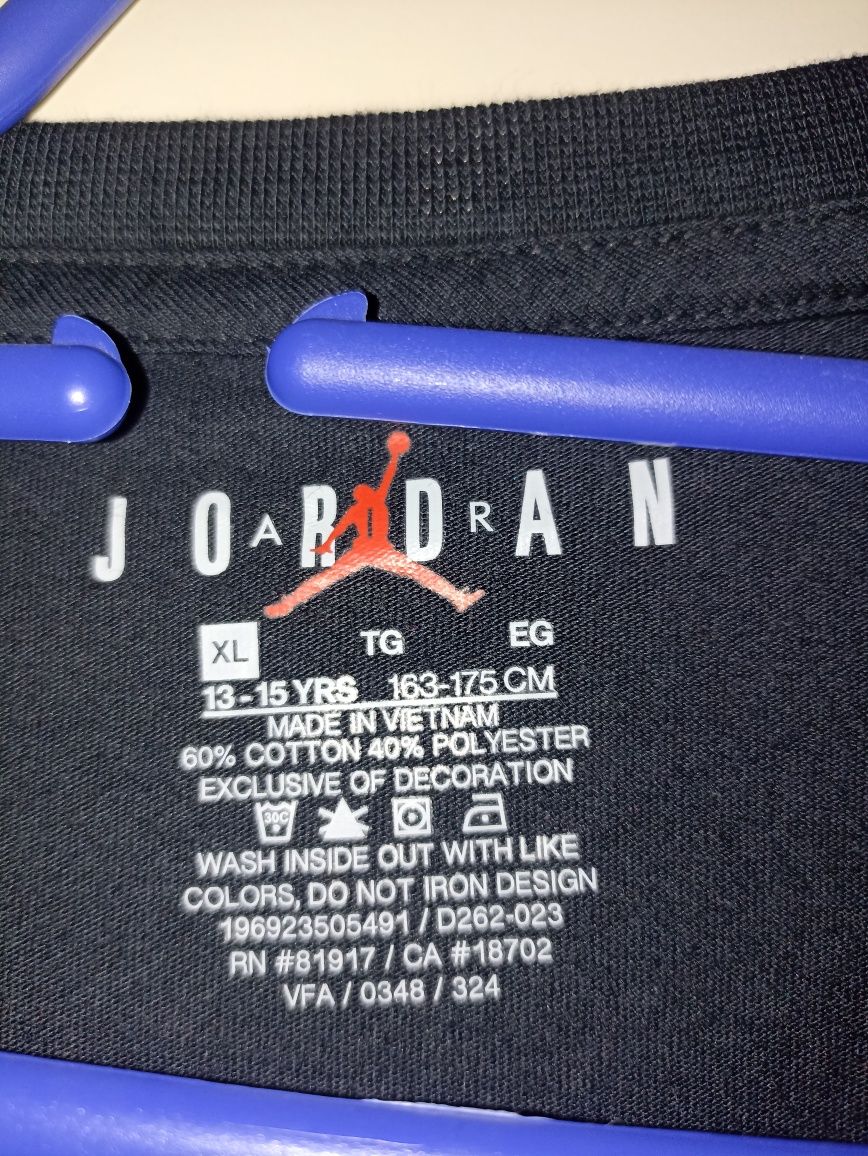 JORDAN
AIR
XL TG EG
13-15 YRS 163-175 CM
MADE IN VIETNAM
60% COTTON 40% POLYESTER
EXCLUSIVE OF DECORATION
30C
WASH INSIDE OUT WITH LIKE
COLORS, DO NOT IRON DESIGN
196923505491 / D262-023
RN #81917 / CA #18702
VFA / 0348 / 324